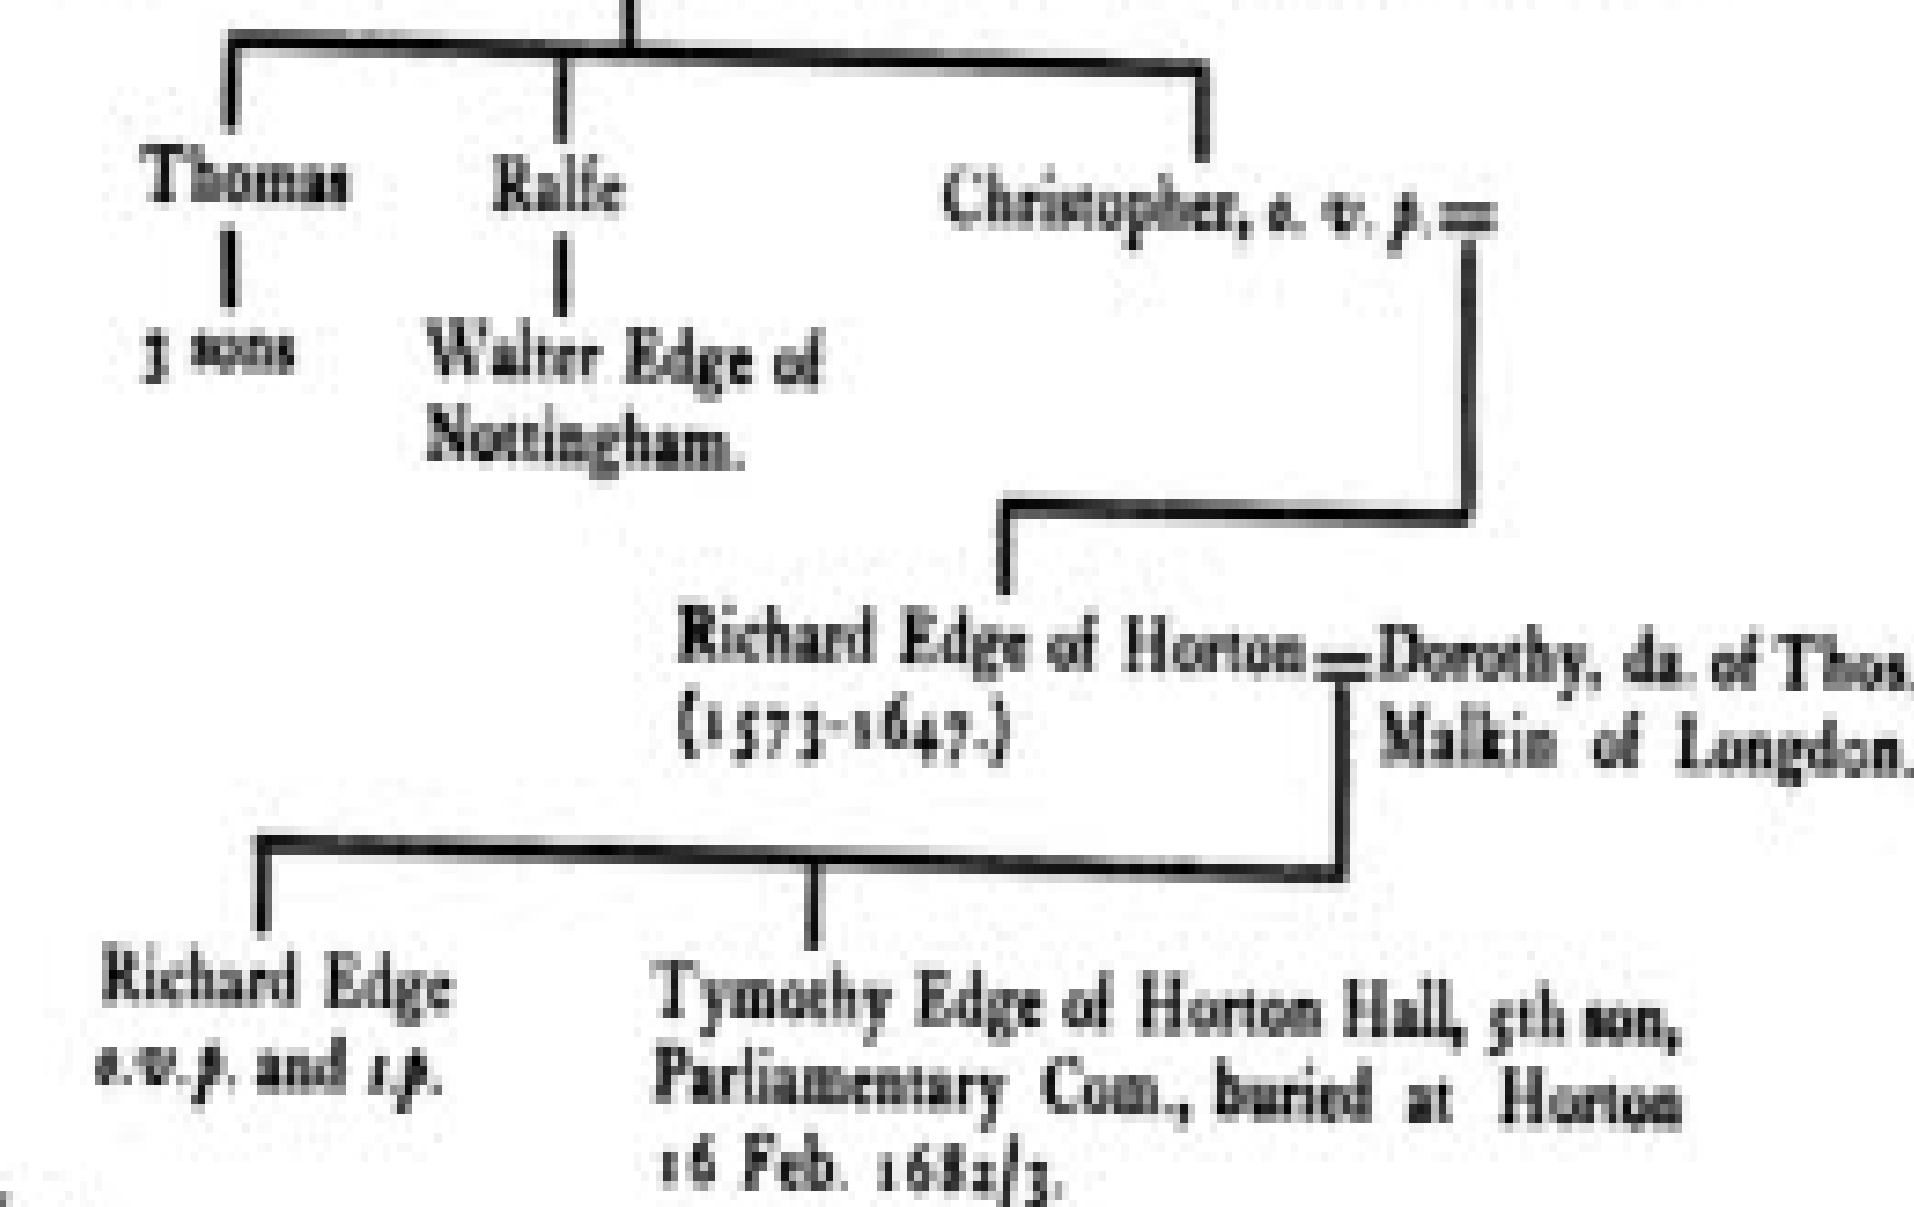 Thomas
Ralfe
Christopher, o. v. p. =
3 sons
Walter Edge of
Nottingham.
Richard Edge of Horton = Dorothy, da. of Thos.
(1573-1647.)
Malkin of Longdon.
Richard Edge
o.v.p. and s.p.
Tymothy Edge of Horton Hall, 5th son,
Parliamentary Com., buried at Horton
16 Feb. 1682/3.